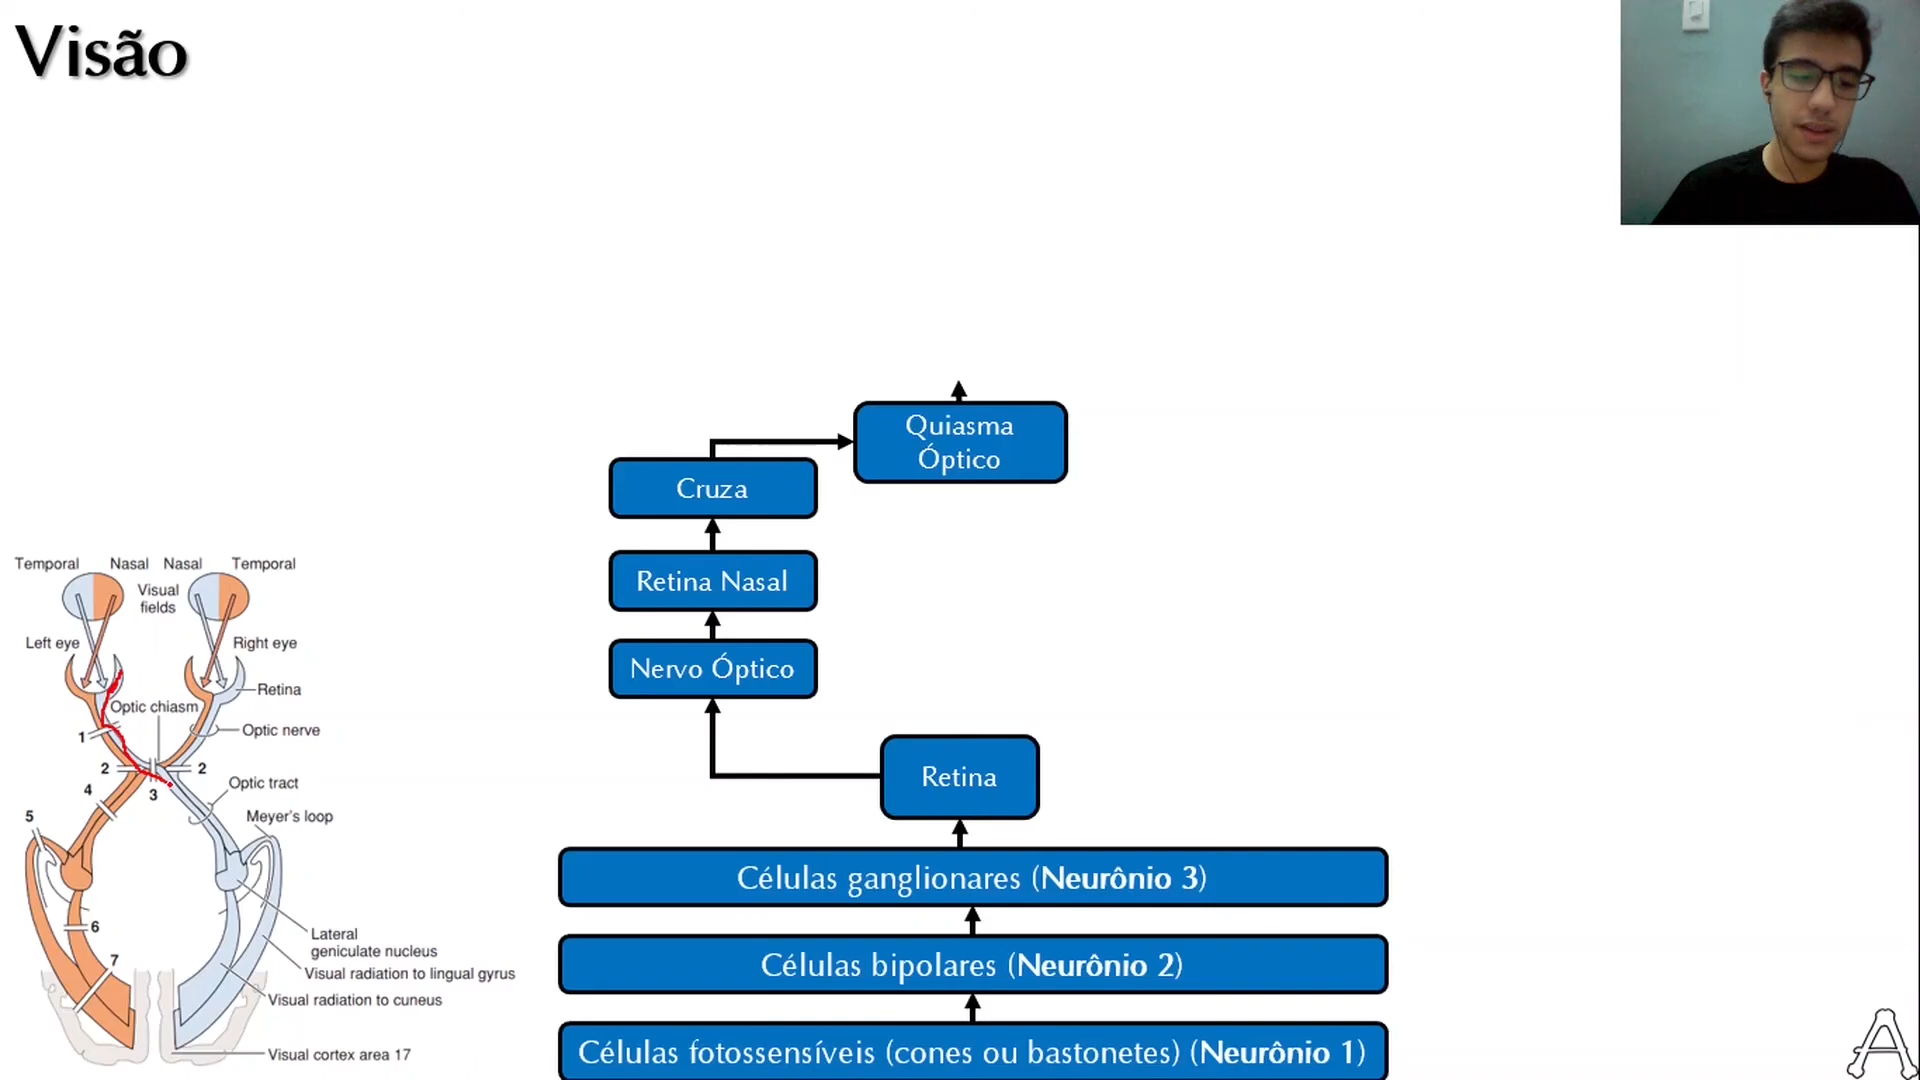 Visão
Quiasma
Óptico
Cruza
Retina Nasal
Nervo Óptico
Retina
Células ganglionares (Neurônio 3)
Células bipolares (Neurônio 2)
Células fotossensíveis (cones ou bastonetes) (Neurônio 1)
Temporal Nasal Nasal Temporal
Visual
fields
Left eye Right eye
Retina
Optic chiasm
Optic nerve
1
2 2
3
Optic tract
4
Meyer's loop
5
6
Lateral
geniculate nucleus
7
Visual radiation to lingual gyrus
Visual radiation to cuneus
Visual cortex area 17
A